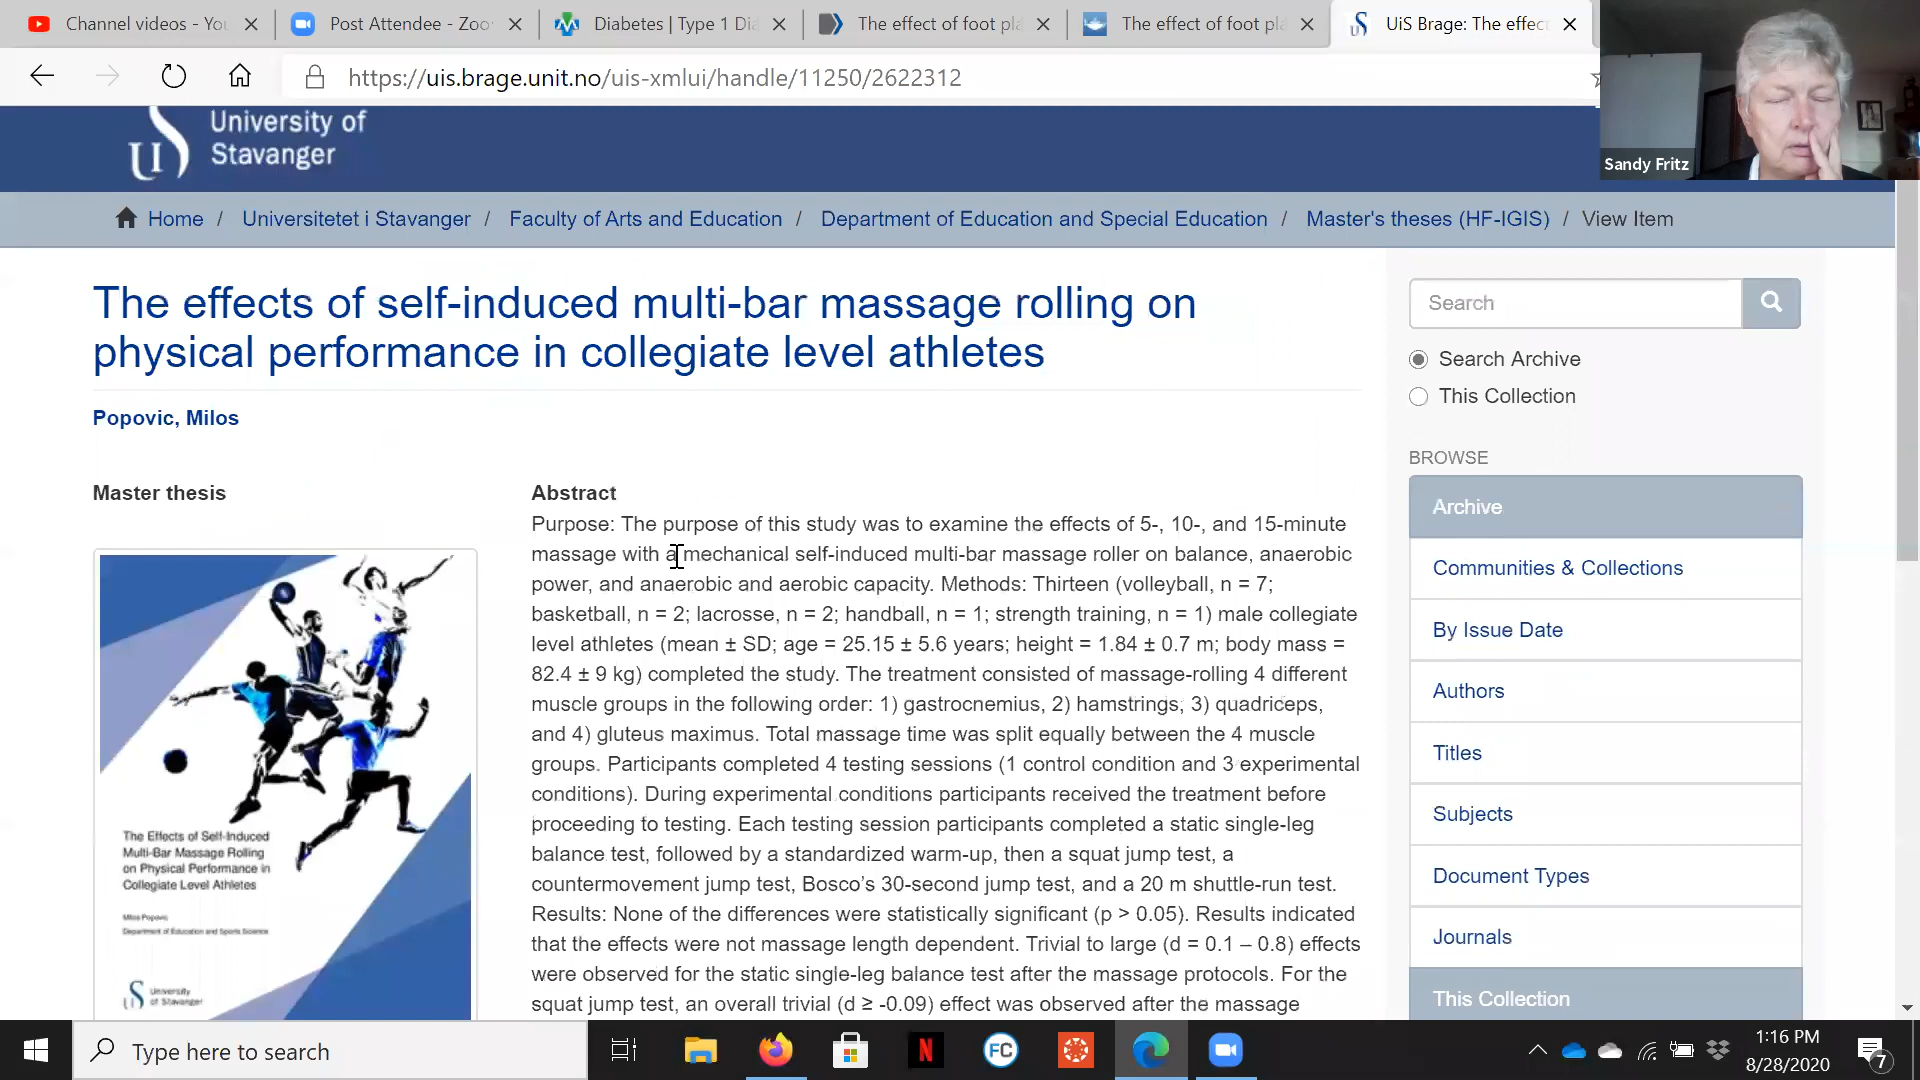 Channel videos - You
Post Attendee - Zoo
Diabetes | Type 1 Dia
The effect of foot pla
The effect of foot pla
UiS Brage: The effec
https://uis.brage.unit.no/uis-xmlui/handle/11250/2622312
Sandy Fritz
University of
Stavanger
Home / Universitetet i Stavanger / Faculty of Arts and Education / Department of Education and Special Education / Master's theses (HF-IGIS) / View Item
The effects of self-induced multi-bar massage rolling on
physical performance in collegiate level athletes
Popovic, Milos
Master thesis
The Effects of Self-Induced
Multi-Bar Massage Rolling
on Physical Performance in
Collegiate Level Athletes
Milos Popovic
Department of Education and Sports Science
University
of Stavanger
Abstract
Purpose: The purpose of this study was to examine the effects of 5-, 10-, and 15-minute
massage with a mechanical self-induced multi-bar massage roller on balance, anaerobic
power, and anaerobic and aerobic capacity. Methods: Thirteen (volleyball, n = 7;
basketball, n = 2; lacrosse, n = 2; handball, n = 1; strength training, n = 1) male collegiate
level athletes (mean ± SD; age = 25.15 ± 5.6 years; height = 1.84 ± 0.7 m; body mass =
82.4 ± 9 kg) completed the study. The treatment consisted of massage-rolling 4 different
muscle groups in the following order: 1) gastrocnemius, 2) hamstrings, 3) quadriceps,
and 4) gluteus maximus. Total massage time was split equally between the 4 muscle
groups. Participants completed 4 testing sessions (1 control condition and 3 experimental
conditions). During experimental conditions participants received the treatment before
proceeding to testing. Each testing session participants completed a static single-leg
balance test, followed by a standardized warm-up, then a squat jump test, a
countermovement jump test, Bosco’s 30-second jump test, and a 20 m shuttle-run test.
Results: None of the differences were statistically significant (p > 0.05). Results indicated
that the effects were not massage length dependent. Trivial to large (d = 0.1 – 0.8) effects
were observed for the static single-leg balance test after the massage protocols. For the
squat jump test, an overall trivial (d ≥ -0.09) effect was observed after the massage
Search
Search Archive
This Collection
BROWSE
Archive
Communities & Collections
By Issue Date
Authors
Titles
Subjects
Document Types
Journals
This Collection
Type here to search
N
FC
1:16 PM
8/28/2020
7